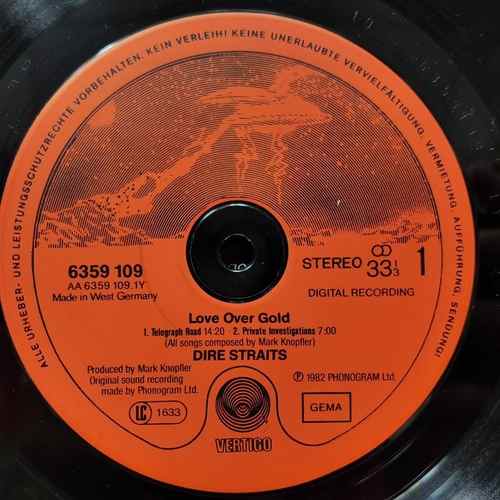 ALLE URHEBER- UND LEISTUNGSSCHUTZRECHTE VORBEHALTEN. KEIN VERLEIH! KEINE UNERLAUBTE VERVIELFÄLTIGUNG, VERMIETUNG, AUFFÜHRUNG, SENDUNG!
6359 109
AA 6359 109.1Y
Made in West Germany
STEREO 33 1/3 1
DIGITAL RECORDING
Love Over Gold
1. Telegraph Road 14:20 - 2. Private Investigations 7:00
(All songs composed by Mark Knopfler)
DIRE STRAITS
Produced by Mark Knopfler
Original sound recording
made by Phonogram Ltd.
℗ 1982 PHONOGRAM Ltd.
LC 1633
GEMA
VERTIGO